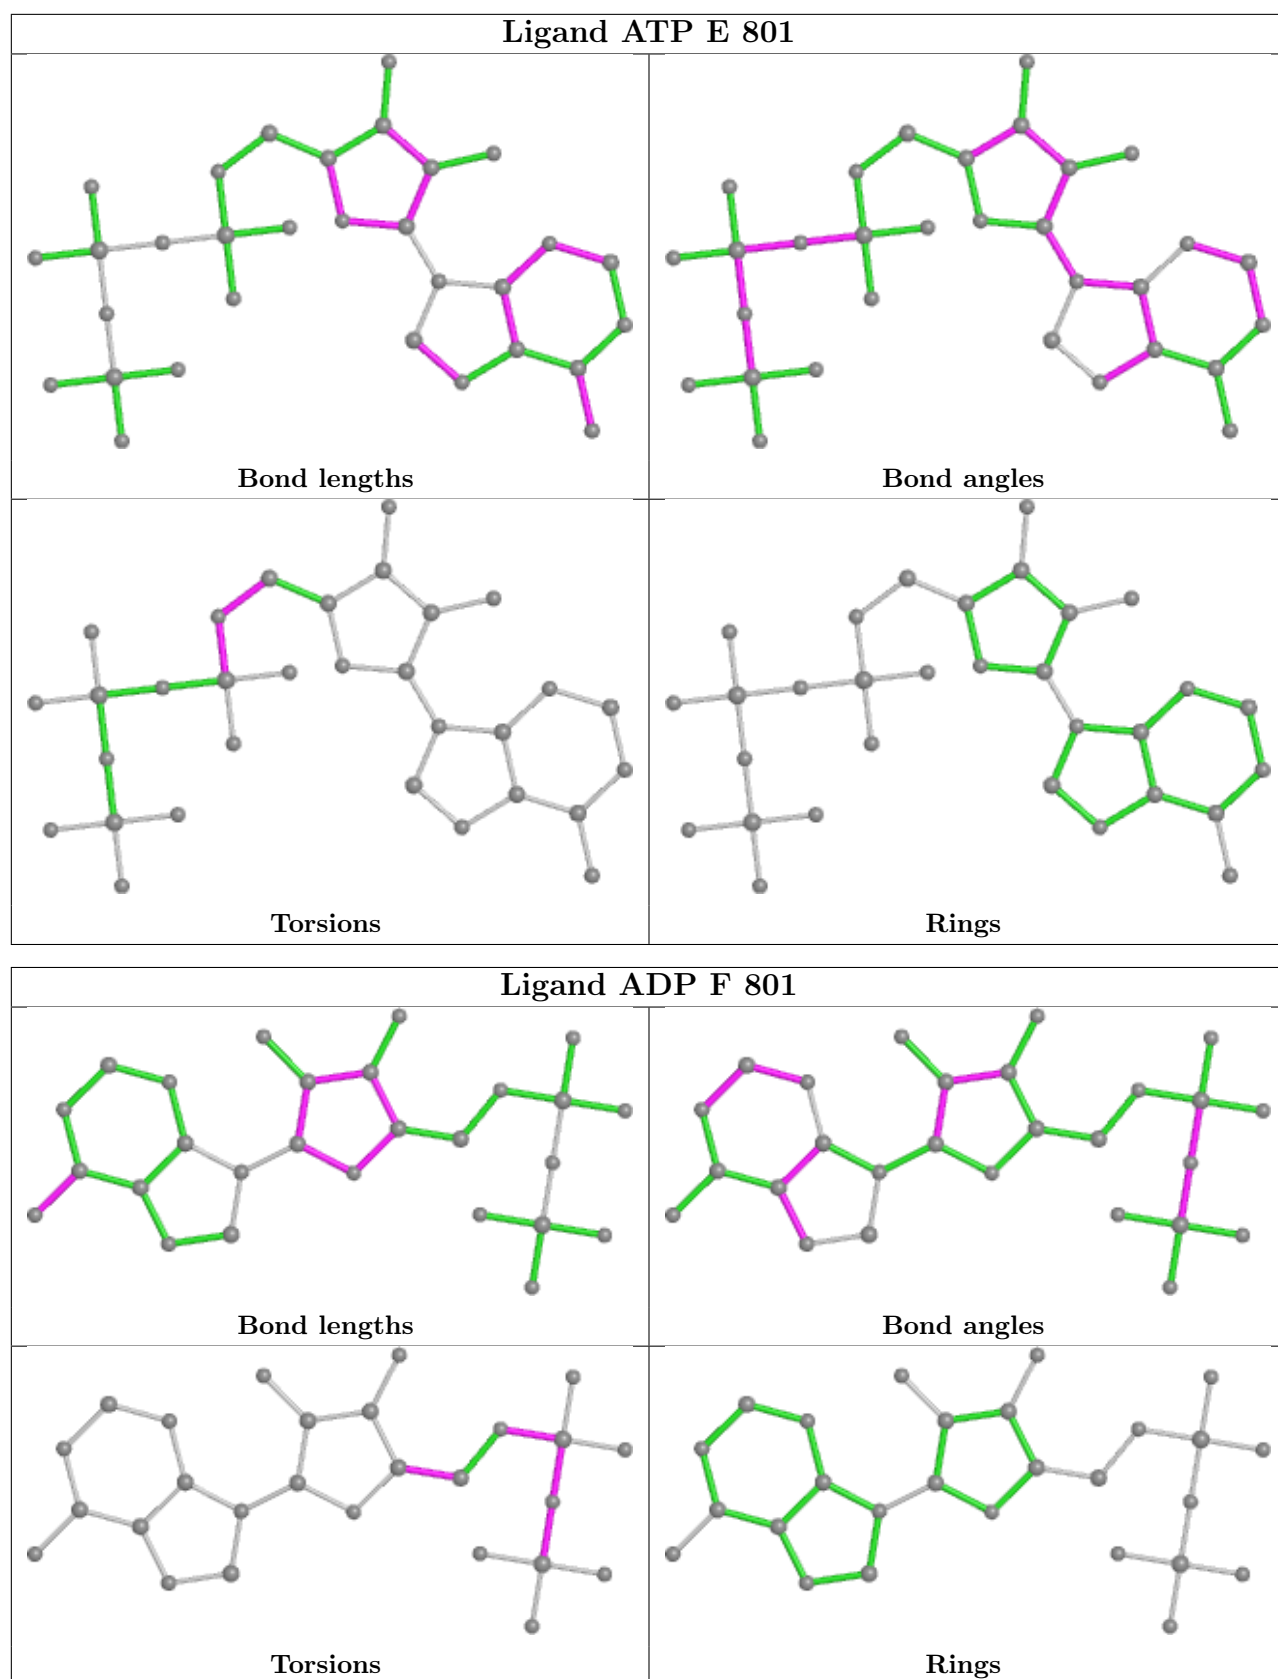 Ligand ATP E 801
Bond lengths
Bond angles
Torsions
Rings
Ligand ADP F 801
Bond lengths
Bond angles
Torsions
Rings